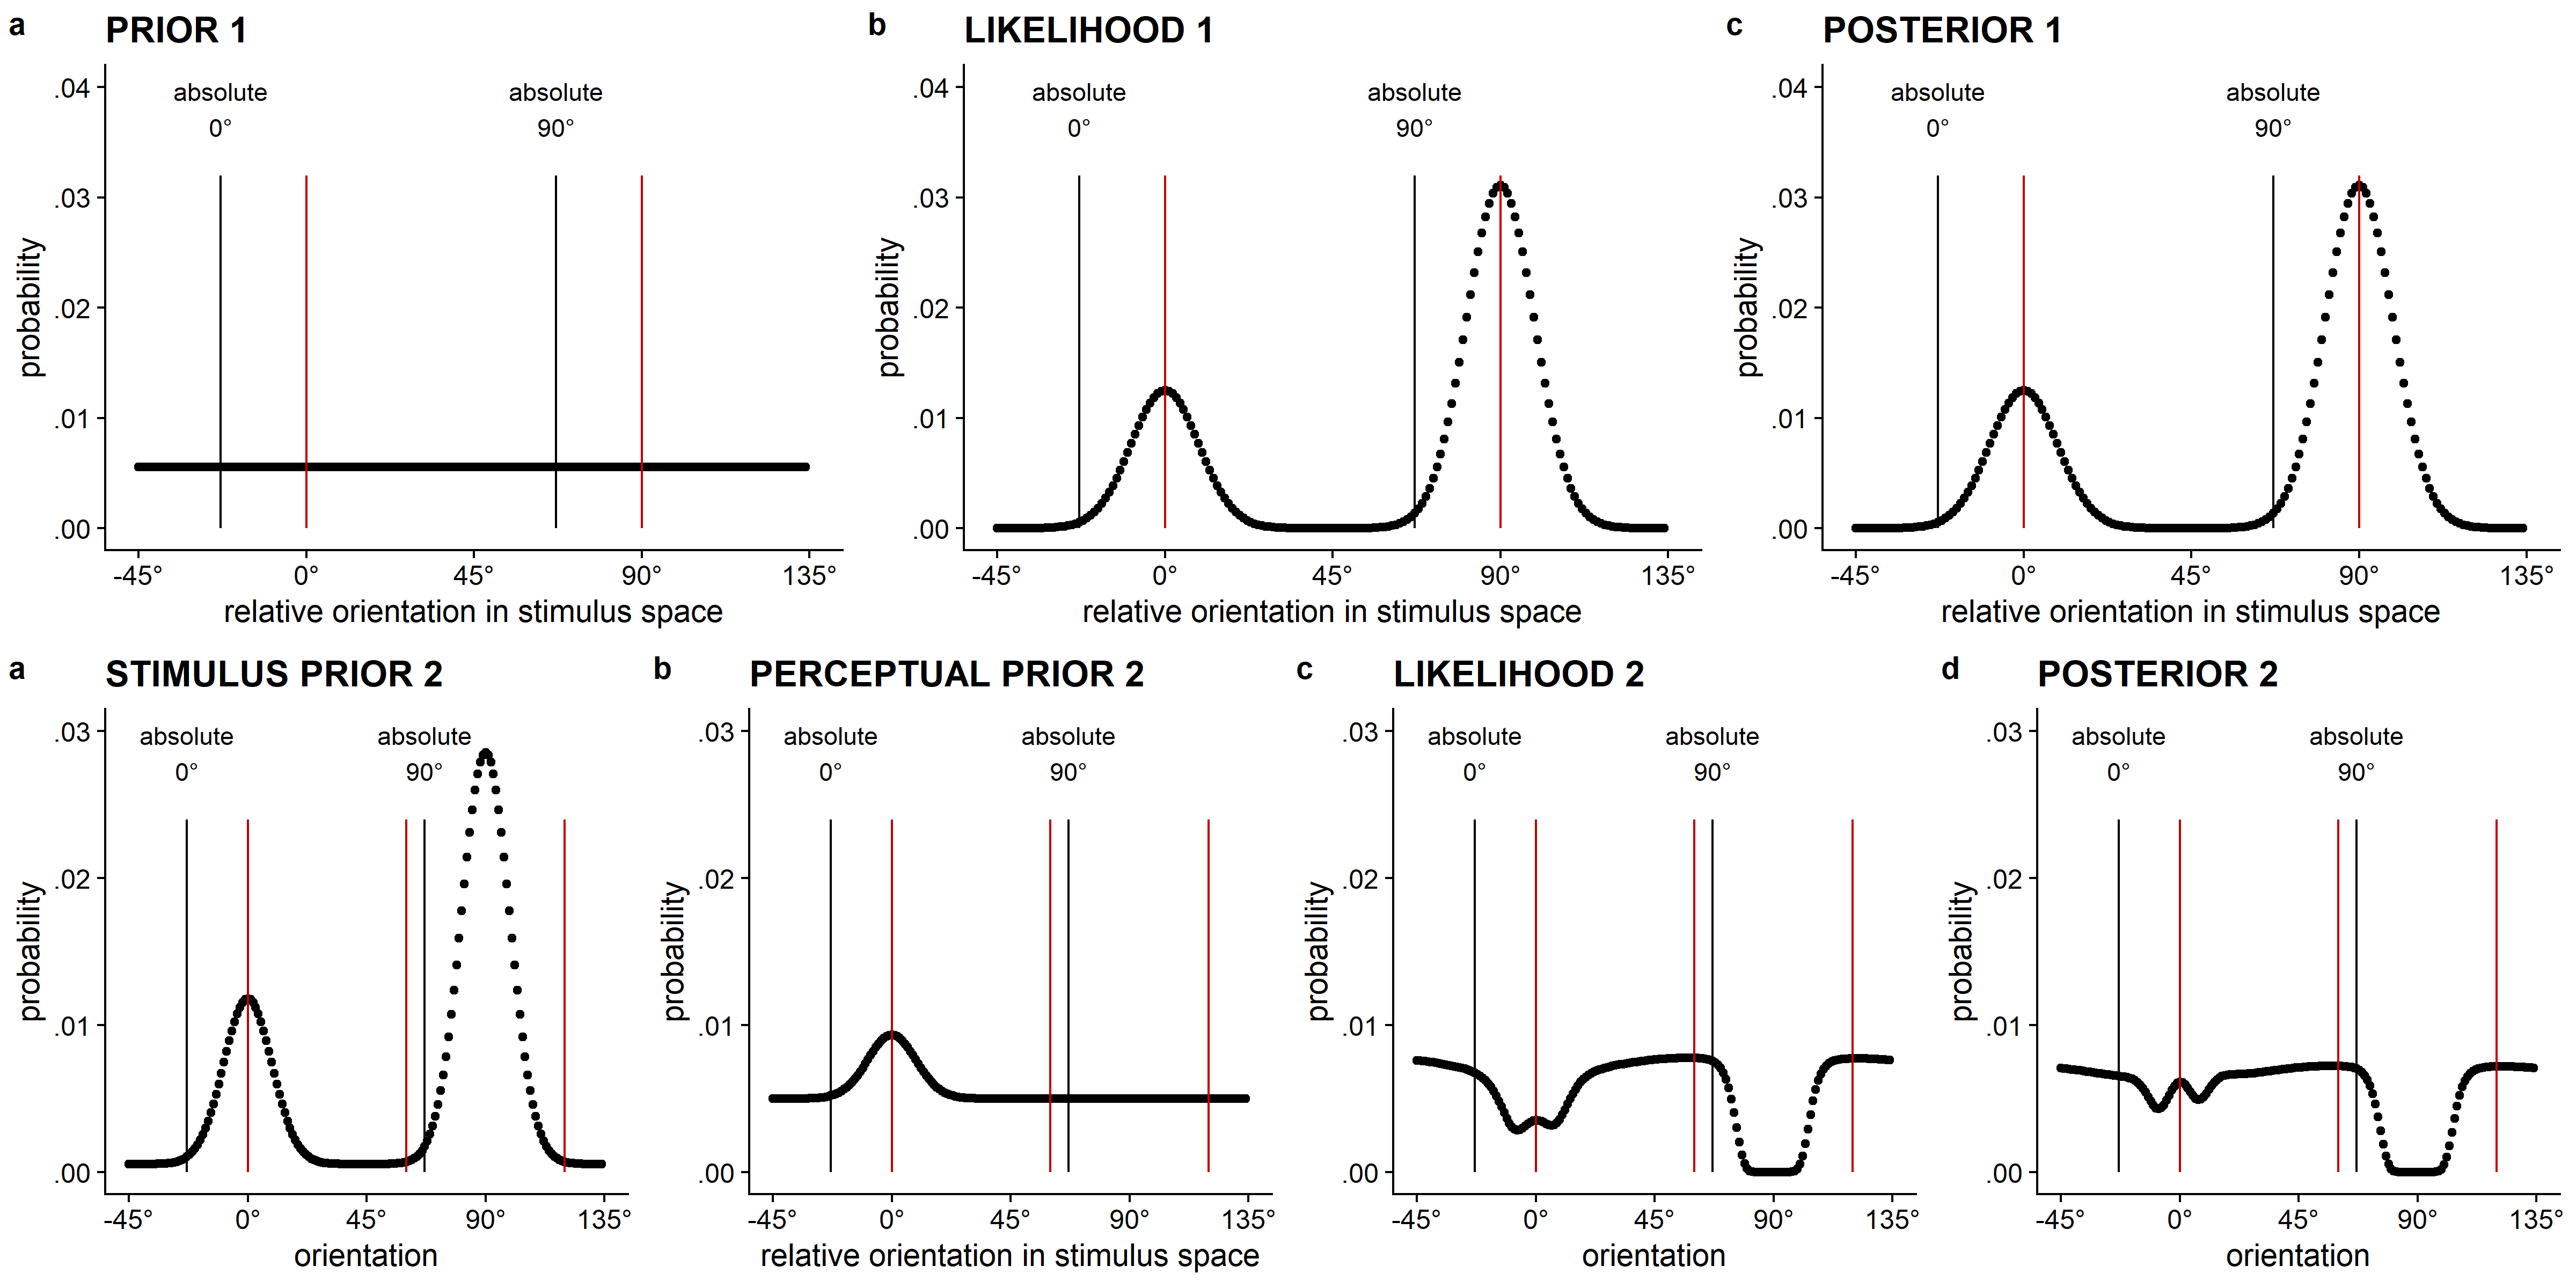 a PRIOR 1
.04
.03
.02
.01
.00
probability
absolute
0°
absolute
90°
-45° 0° 45° 90° 135°
relative orientation in stimulus space
b LIKELIHOOD 1
.04
.03
.02
.01
.00
probability
absolute
0°
absolute
90°
-45° 0° 45° 90° 135°
relative orientation in stimulus space
c POSTERIOR 1
.04
.03
.02
.01
.00
probability
absolute
0°
absolute
90°
-45° 0° 45° 90° 135°
relative orientation in stimulus space
a STIMULUS PRIOR 2
.03
.02
.01
.00
probability
absolute
0°
absolute
90°
-45° 0° 45° 90° 135°
orientation
b PERCEPTUAL PRIOR 2
.03
.02
.01
.00
probability
absolute
0°
absolute
90°
-45° 0° 45° 90° 135°
relative orientation in stimulus space
c LIKELIHOOD 2
.03
.02
.01
.00
probability
absolute
0°
absolute
90°
-45° 0° 45° 90° 135°
orientation
d POSTERIOR 2
.03
.02
.01
.00
probability
absolute
0°
absolute
90°
-45° 0° 45° 90° 135°
orientation